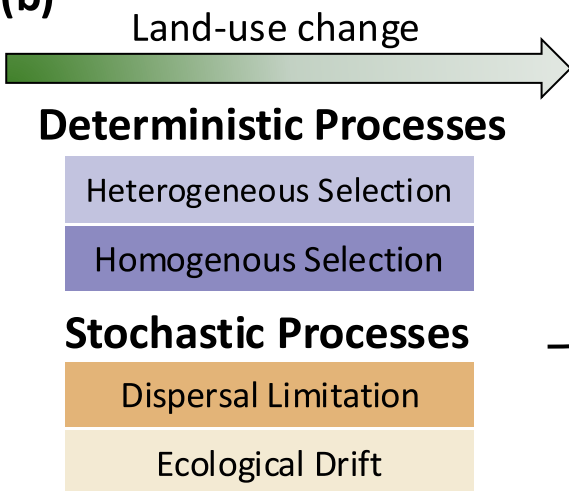 (b)
Land-use change
Deterministic Processes
Heterogeneous Selection
Homogenous Selection
Stochastic Processes
Dispersal Limitation
Ecological Drift